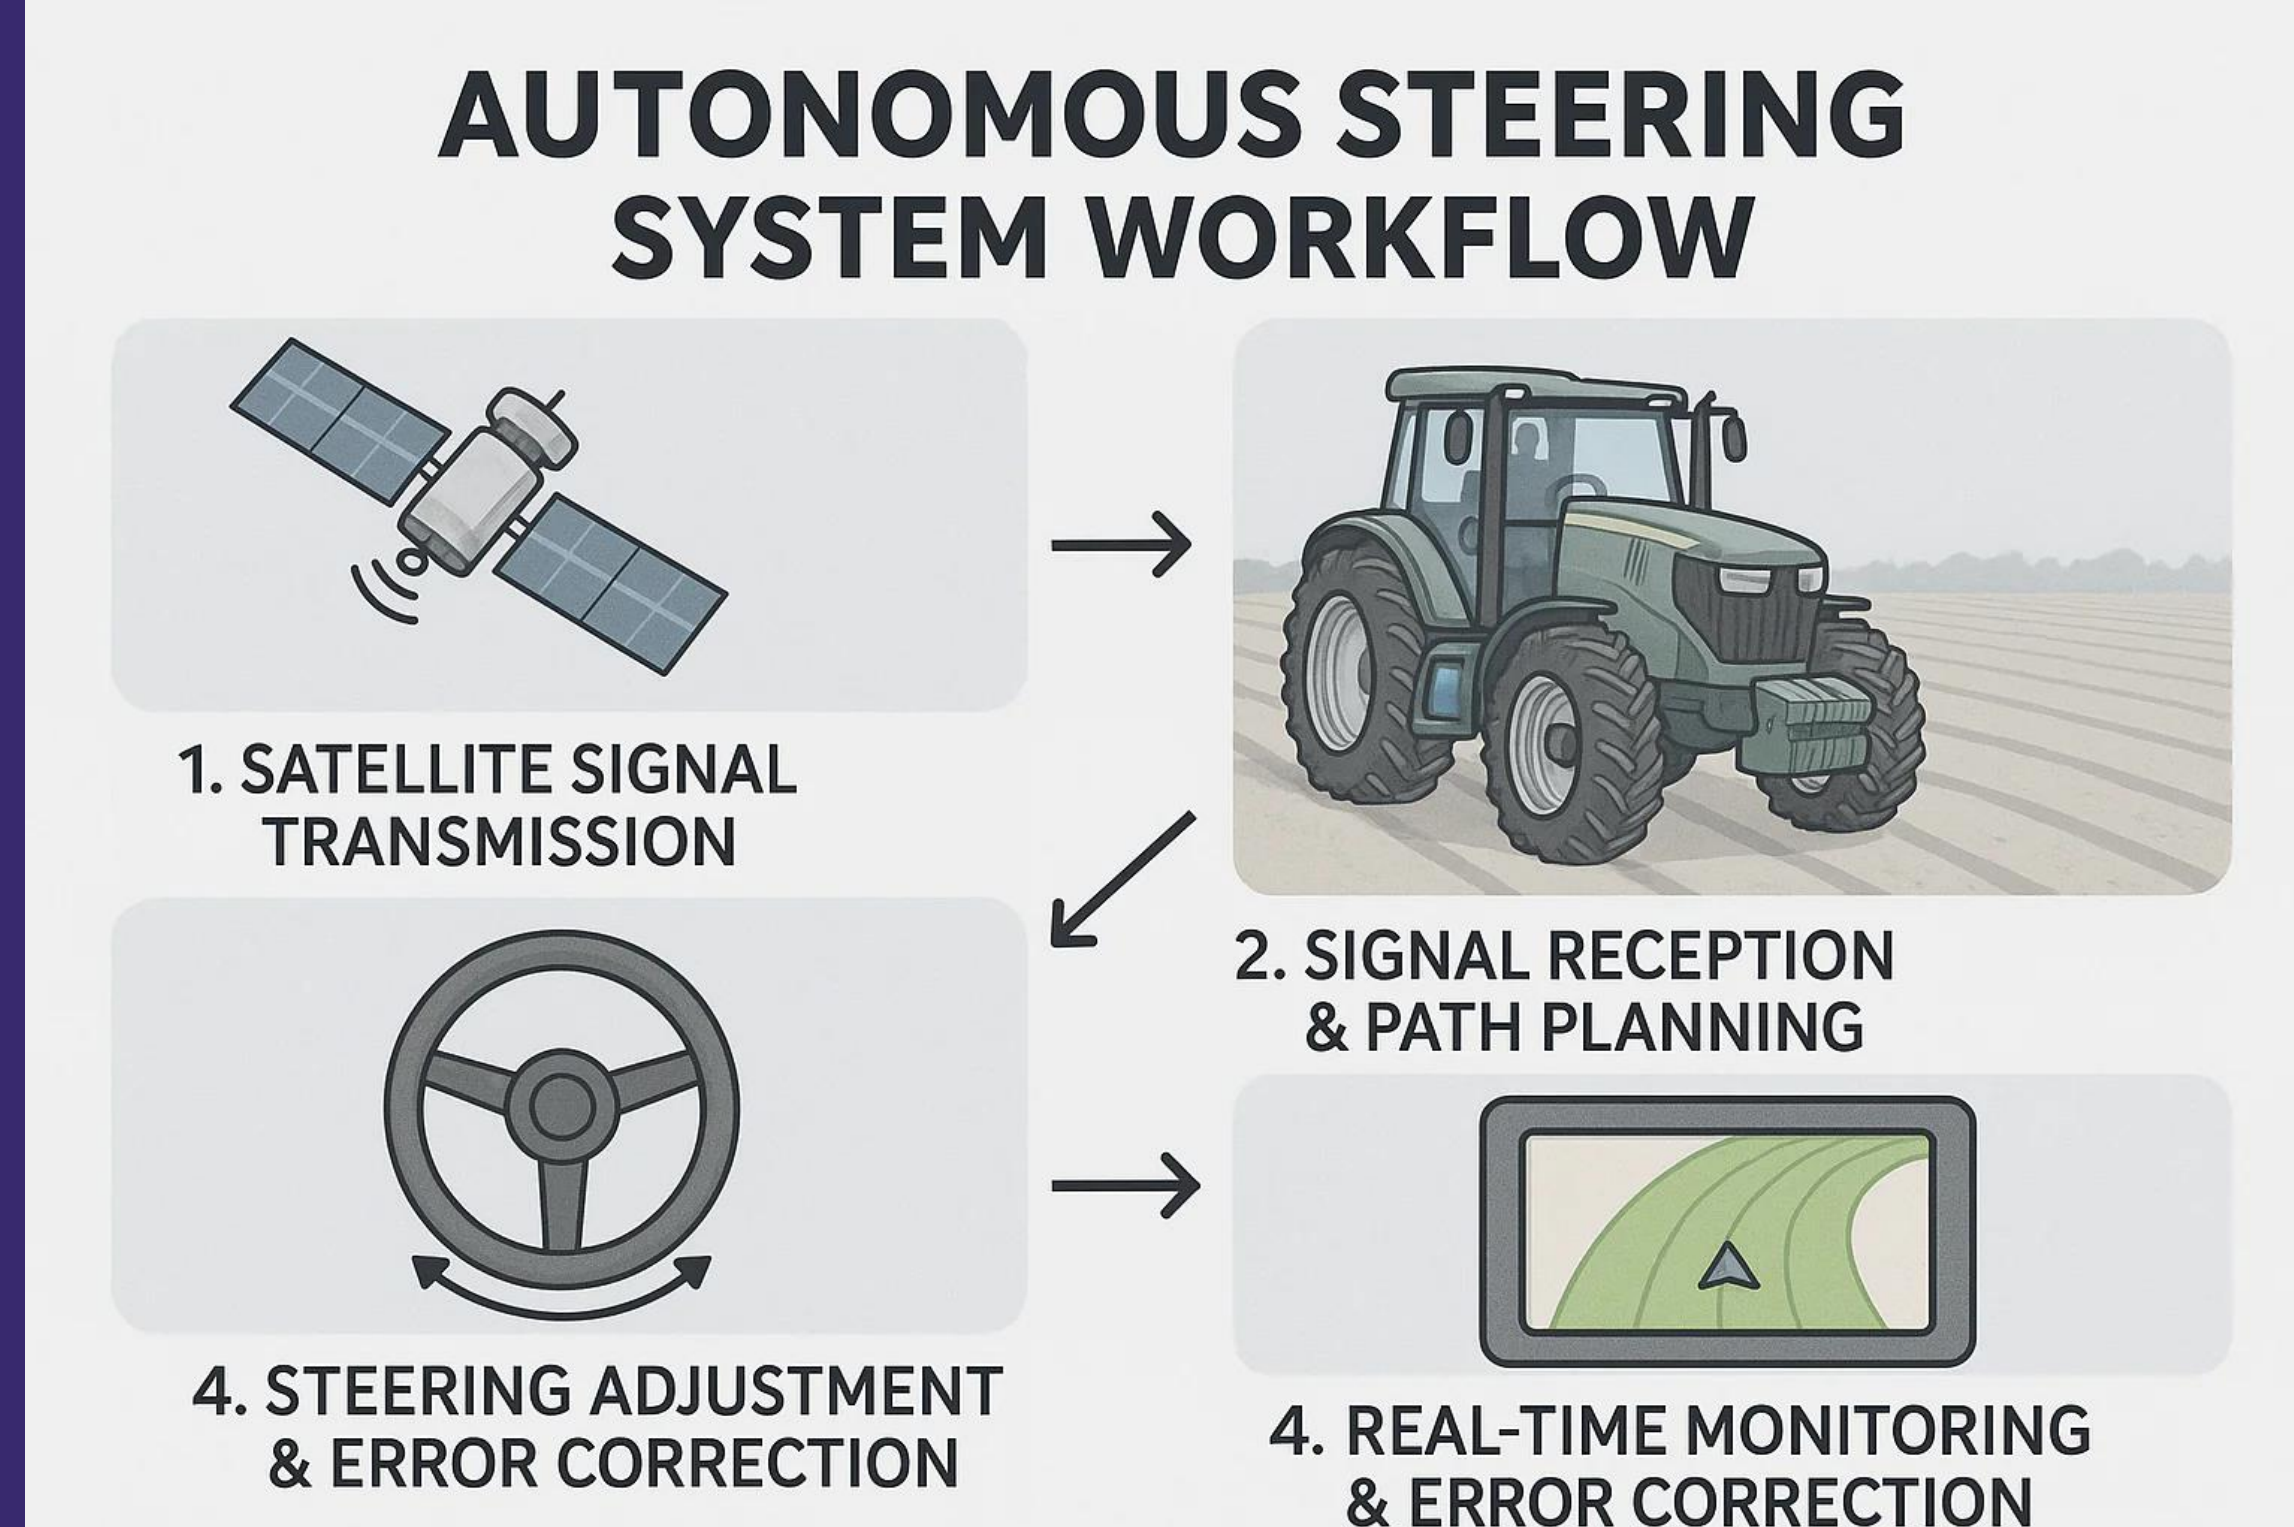 AUTONOMOUS STEERING
SYSTEM WORKFLOW
1. SATELLITE SIGNAL
TRANSMISSION
2. SIGNAL RECEPTION
& PATH PLANNING
4. STEERING ADJUSTMENT
& ERROR CORRECTION
4. REAL-TIME MONITORING
& ERROR CORRECTION